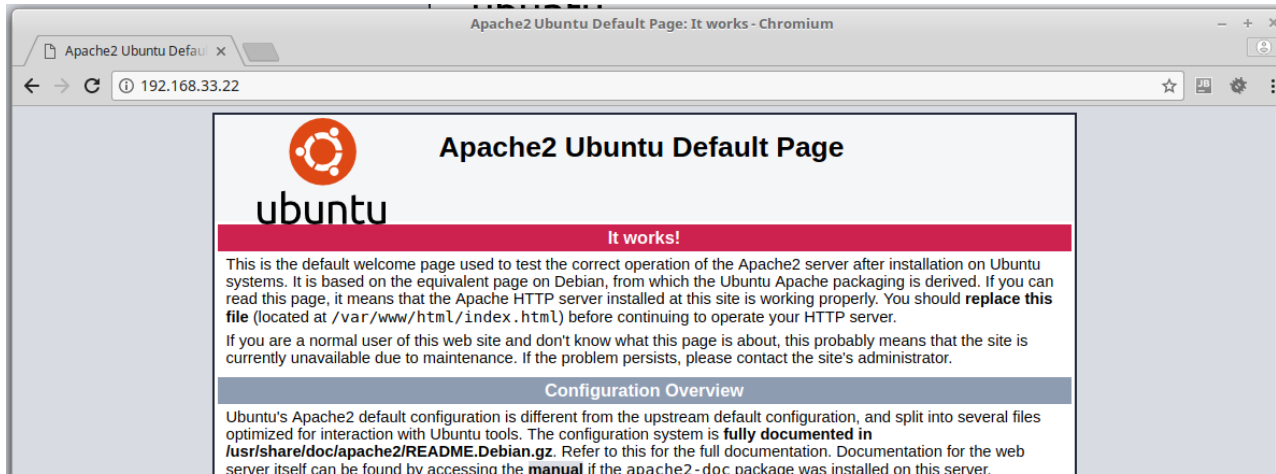 Apache2 Ubuntu Default Page: It works - Chromium
Apache2 Ubuntu Defau
192.168.33.22
JB
Apache2 Ubuntu Default Page
ubuntu
It works!
This is the default welcome page used to test the correct operation of the Apache2 server after installation on Ubuntu
systems. It is based on the equivalent page on Debian, from which the Ubuntu Apache packaging is derived. If you can
read this page, it means that the Apache HTTP server installed at this site is working properly. You should replace this
file (located at /var/www/html/index.html) before continuing to operate your HTTP server.
If you are a normal user of this web site and don't know what this page is about, this probably means that the site is
currently unavailable due to maintenance. If the problem persists, please contact the site's administrator.
Configuration Overview
Ubuntu's Apache2 default configuration is different from the upstream default configuration, and split into several files
optimized for interaction with Ubuntu tools. The configuration system is fully documented in
/usr/share/doc/apache2/README.Debian.gz. Refer to this for the full documentation. Documentation for the web
server itself can be found by accessing the manual if the apache2-doc package was installed on this server.